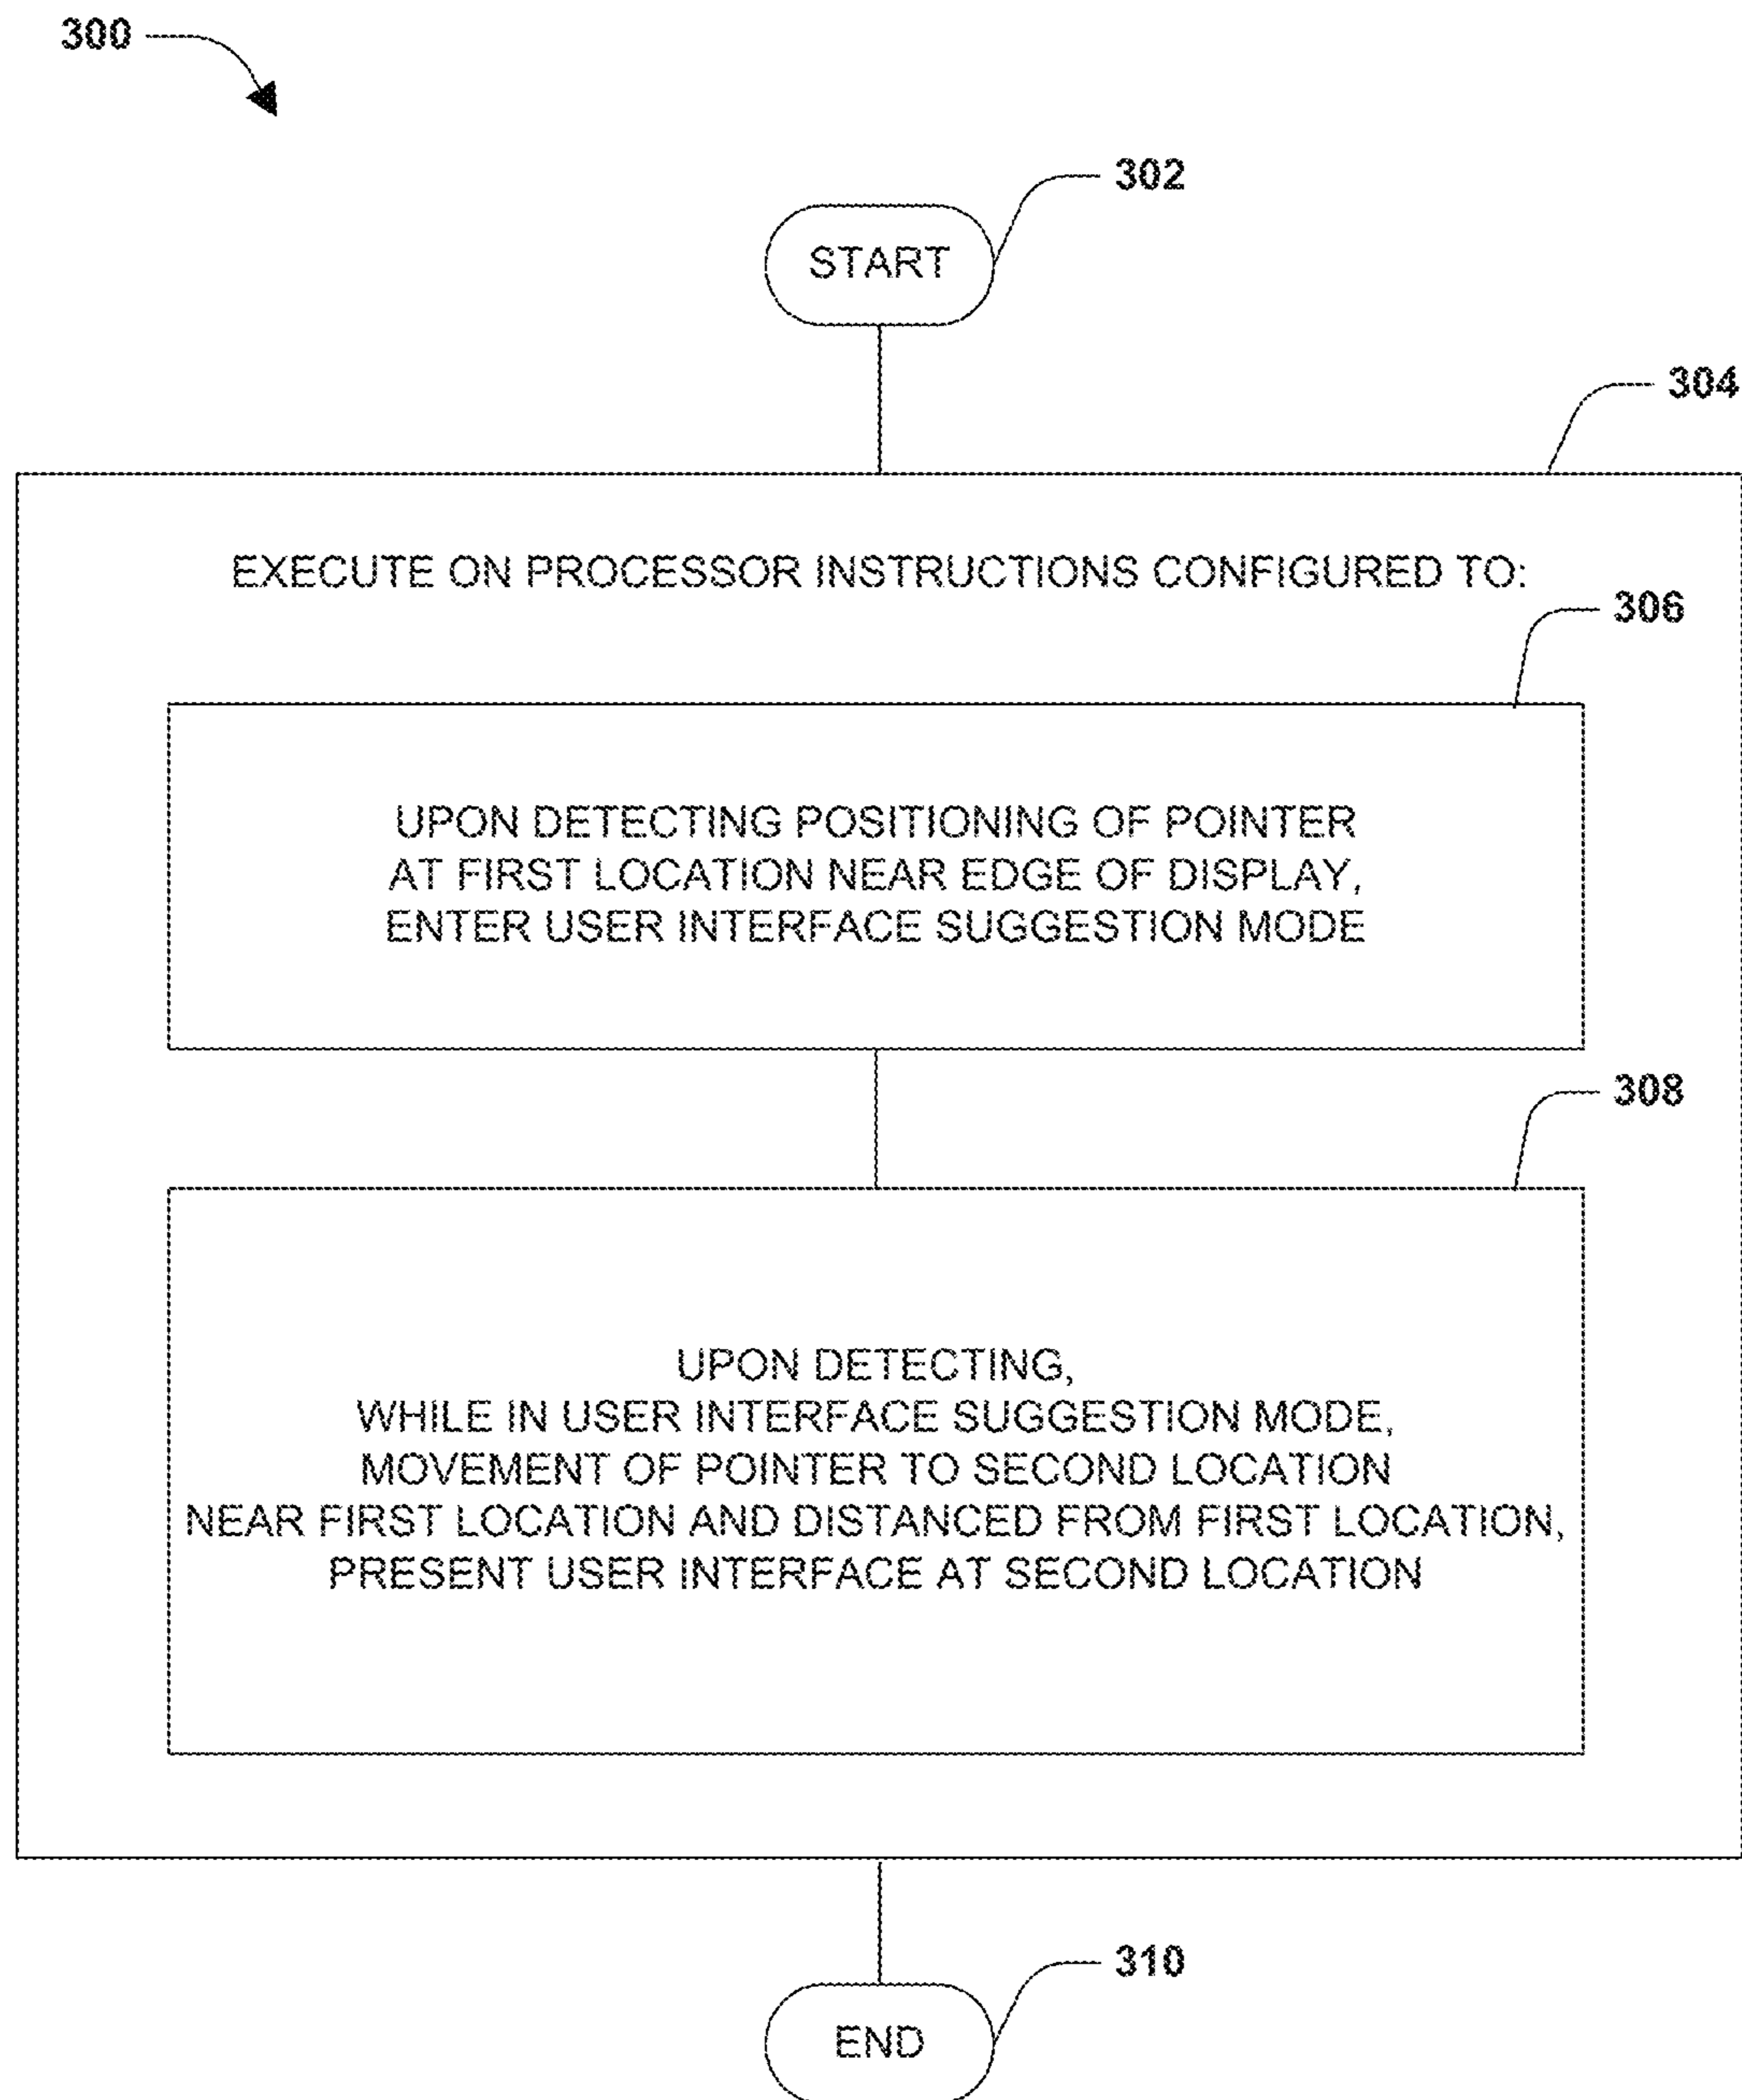 300
302
START
304
EXECUTE ON PROCESSOR INSTRUCTIONS CONFIGURED TO:
306
UPON DETECTING POSITIONING OF POINTER
AT FIRST LOCATION NEAR EDGE OF DISPLAY,
ENTER USER INTERFACE SUGGESTION MODE
308
UPON DETECTING,
WHILE IN USER INTERFACE SUGGESTION MODE,
MOVEMENT OF POINTER TO SECOND LOCATION
NEAR FIRST LOCATION AND DISTANCED FROM FIRST LOCATION,
PRESENT USER INTERFACE AT SECOND LOCATION
310
END